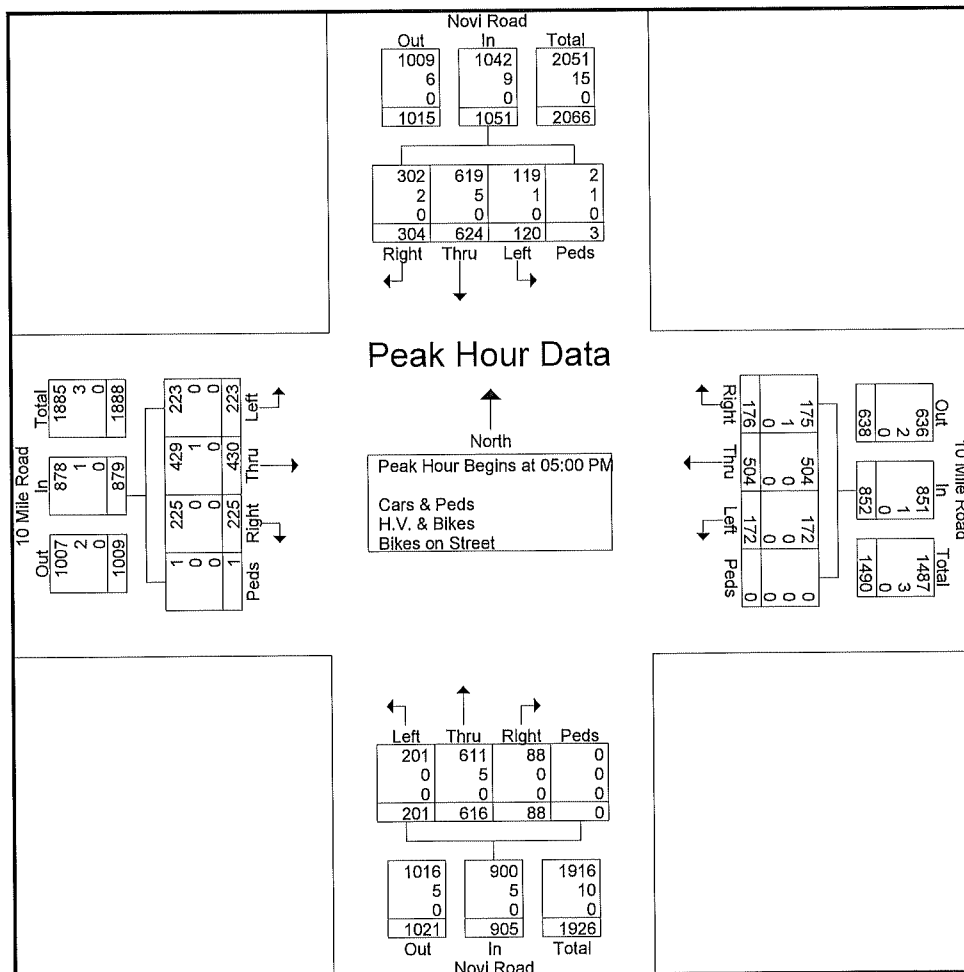 Novi Road
Out In Total
1009 1042 2051
6 9 15
0 0 0
1015 1051 2066
302 619 119 2
2 5 1 1
0 0 0 0
304 624 120 3
Right Thru Left Peds
Peak Hour Data
North
Peak Hour Begins at 05:00 PM
Cars & Peds
H.V. & Bikes
Bikes on Street
10 Mile Road
Total
1885 3 0 1888
In
878 1 0 879
Out
1007 2 0 1009
223 0 0 223
Left
429 1 0 430
Thru
225 0 0 225
Right
1 0 0 1
Peds
Right
176 0 1 175
Thru
504 0 0 504
Left
172 0 0 172
Peds
0 0 0 0
Out
638 0 2 636
In
852 0 1 851
Total
1490 0 3 1487
10 Mile Road
Left Thru Right Peds
201 611 88 0
0 5 0 0
0 0 0 0
201 616 88 0
1016 900 1916
5 5 10
0 0 0
1021 905 1926
Out In Total
Novi Road